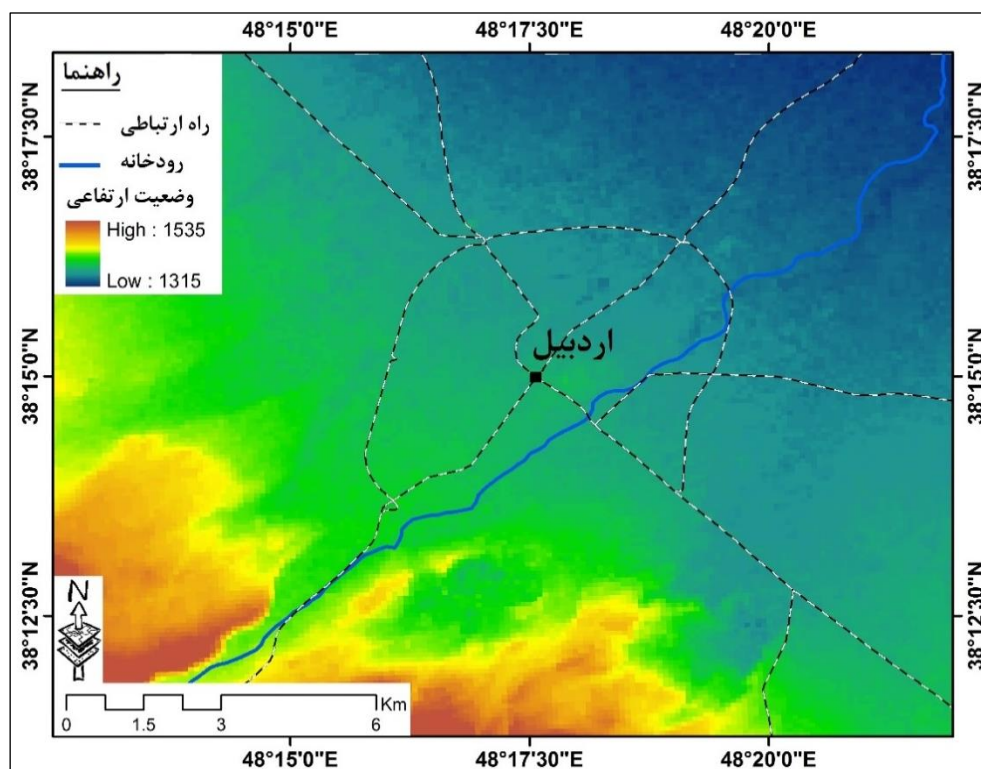 48°15'0"E 48°17'30"E 48°20'0"E
38°17'30"N 38°17'30"N
38°15'0"N 38°15'0"N
38°12'30"N 38°12'30"N
راهنما
راه ارتباطی
رودخانه
وضعیت ارتفاعی
High : 1535
Low : 1315
اردبیل
N
Km
0 1.5 3 6
48°15'0"E 48°17'30"E 48°20'0"E